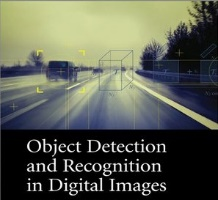 Object Detection
and Recognition
in Digital Images